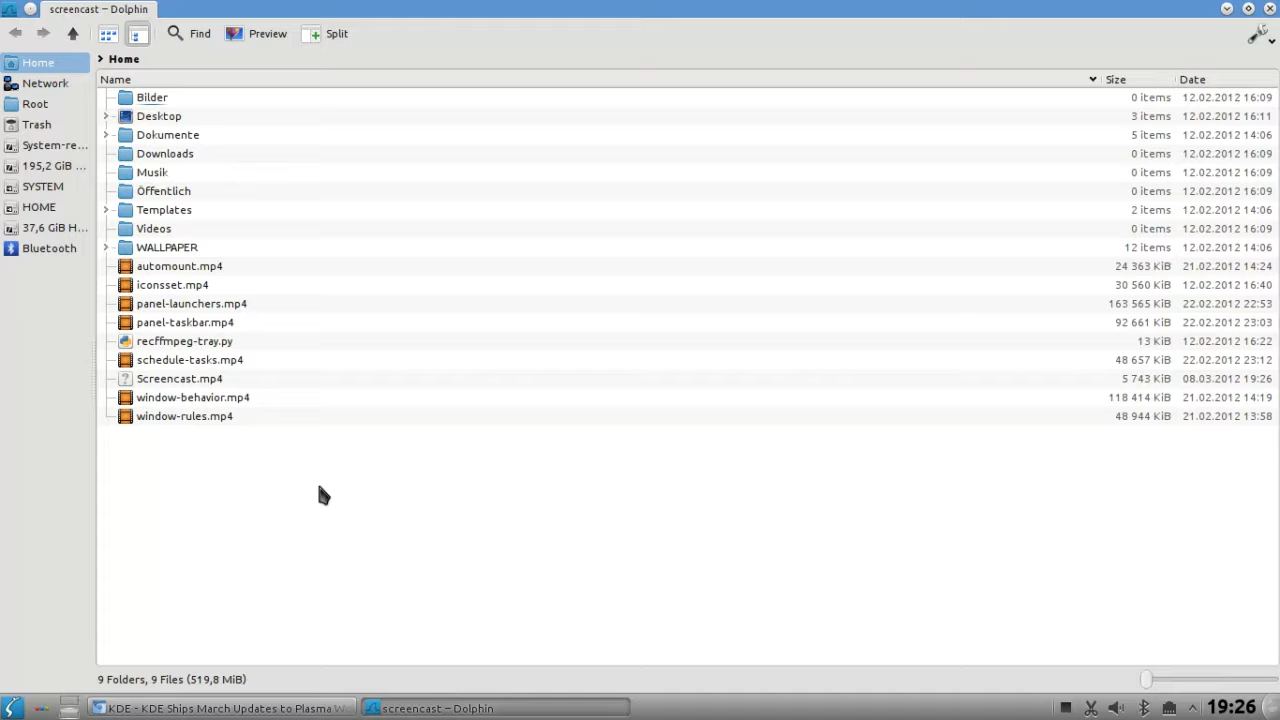 screencast – Dolphin
Find Preview Split
Home
Network
Root
Trash
System-re...
195,2 GiB ...
SYSTEM
HOME
37,6 GiB H...
Bluetooth
Home
Name Size Date
Bilder 0 items 12.02.2012 16:09
Desktop 3 items 12.02.2012 16:11
Dokumente 5 items 12.02.2012 14:06
Downloads 0 items 12.02.2012 16:09
Musik 0 items 12.02.2012 16:09
Öffentlich 0 items 12.02.2012 16:09
Templates 2 items 12.02.2012 14:06
Videos 0 items 12.02.2012 16:09
WALLPAPER 12 items 12.02.2012 14:06
automount.mp4 24 363 KiB 21.02.2012 14:24
iconsset.mp4 30 560 KiB 12.02.2012 16:40
panel-launchers.mp4 163 565 KiB 22.02.2012 22:53
panel-taskbar.mp4 92 661 KiB 22.02.2012 23:03
recffmpeg-tray.py 13 KiB 12.02.2012 16:22
schedule-tasks.mp4 48 657 KiB 22.02.2012 23:12
Screencast.mp4 5 743 KiB 08.03.2012 19:26
window-behavior.mp4 118 414 KiB 21.02.2012 14:19
window-rules.mp4 48 944 KiB 21.02.2012 13:58
9 Folders, 9 Files (519,8 MiB)
KDE - KDE Ships March Updates to Plasma W
screencast – Dolphin
19:26